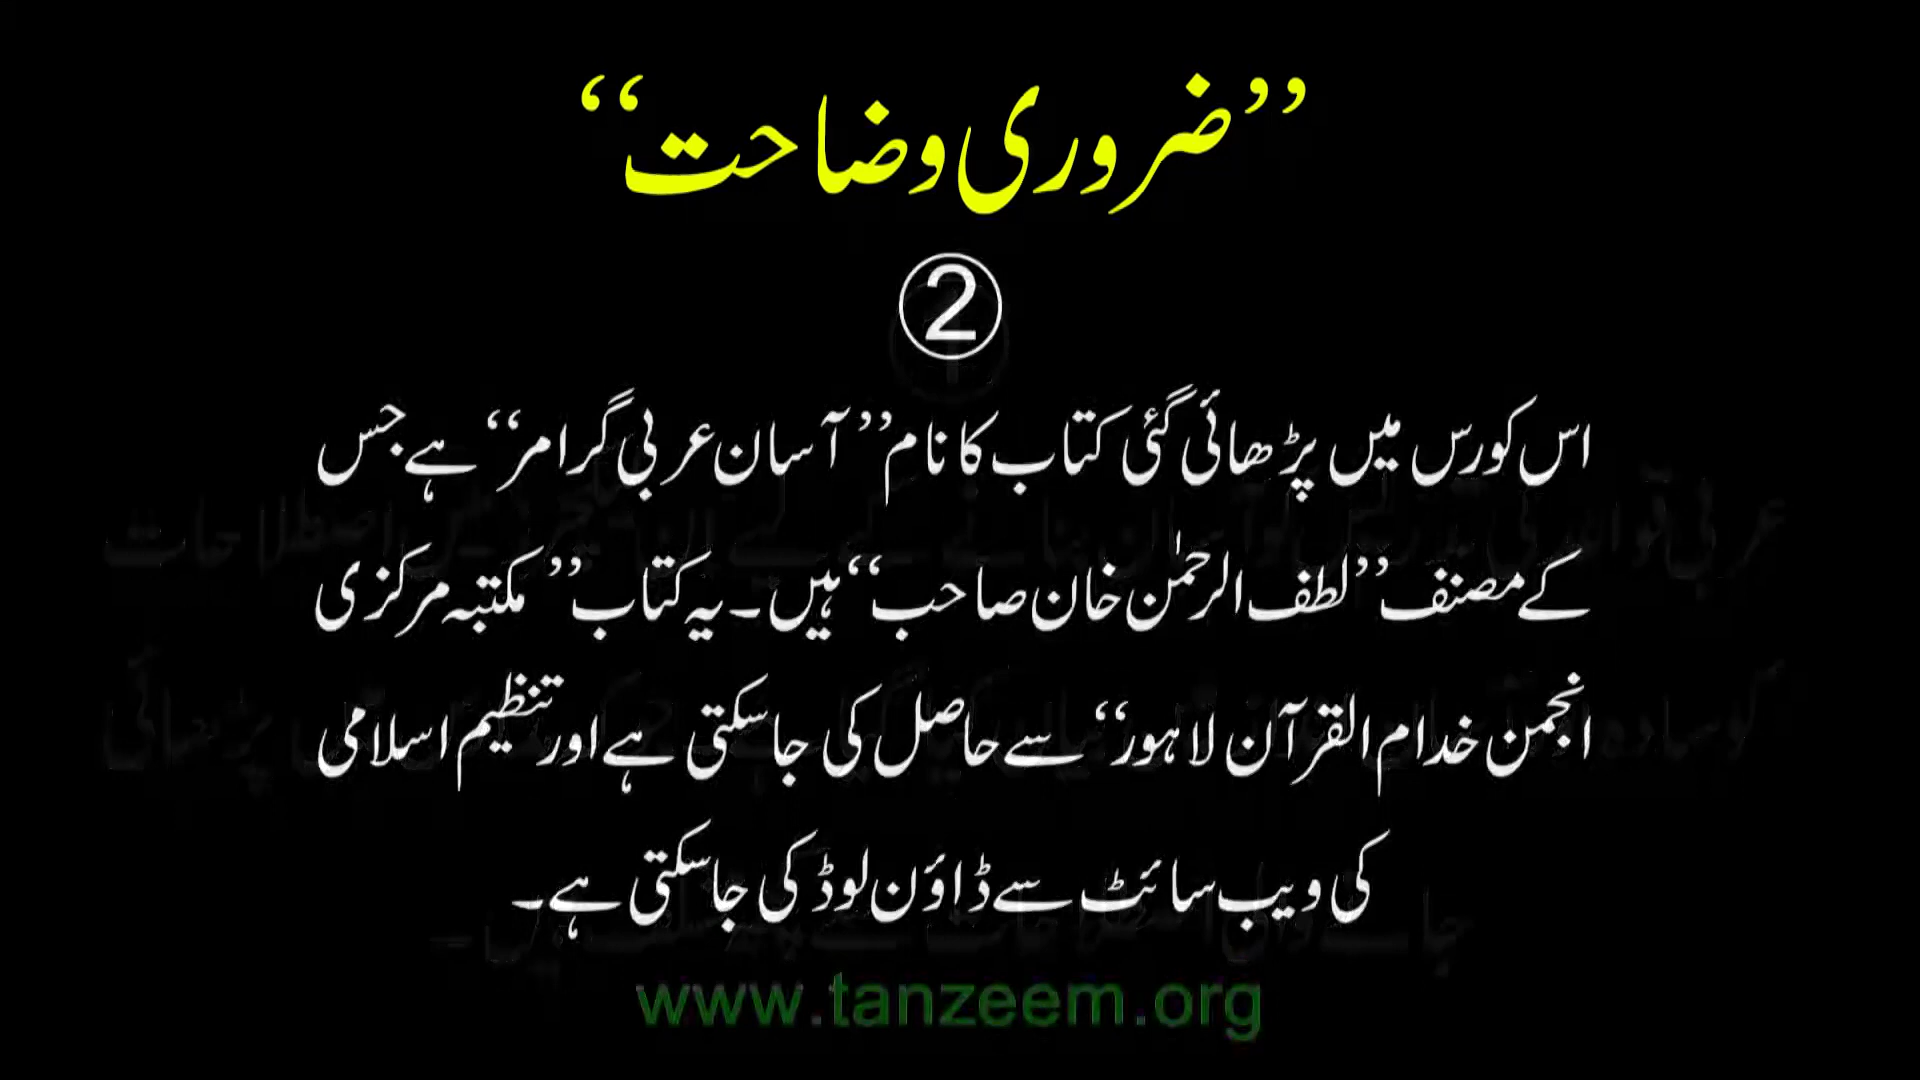 ’’ضروری وضاحت‘‘
②
اس کورس میں پڑھائی گئی کتاب کا نام ’’آسان عربی گرامر‘‘ ہے جس
کے مصنف ’’لطف الرحمٰن خان صاحب‘‘ ہیں۔ یہ کتاب ’’مکتبہ مرکزی
انجمن خدام القرآن لاہور‘‘ سے حاصل کی جاسکتی ہے اور تنظیم اسلامی
کی ویب سائٹ سے ڈاؤن لوڈ کی جاسکتی ہے۔
www.tanzeem.org